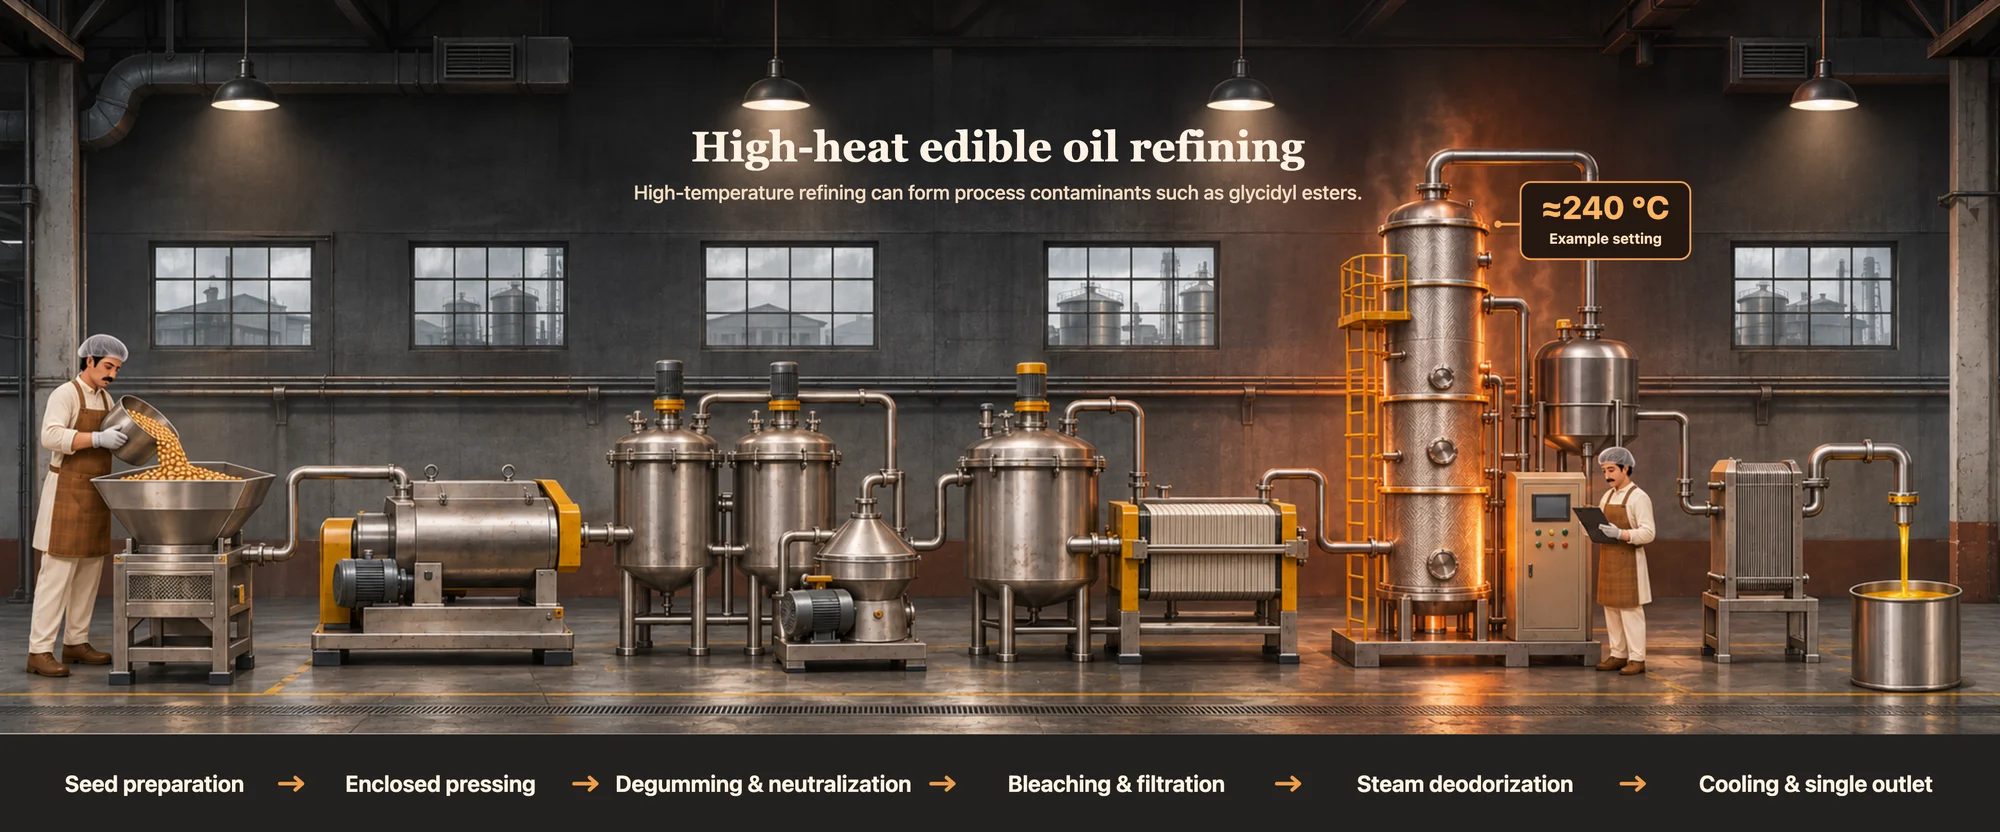 High-heat edible oil refining
High-temperature refining can form process contaminants such as glycidyl esters.
≈240 °C
Example setting
Seed preparation → Enclosed pressing → Degumming & neutralization → Bleaching & filtration → Steam deodorization → Cooling & single outlet